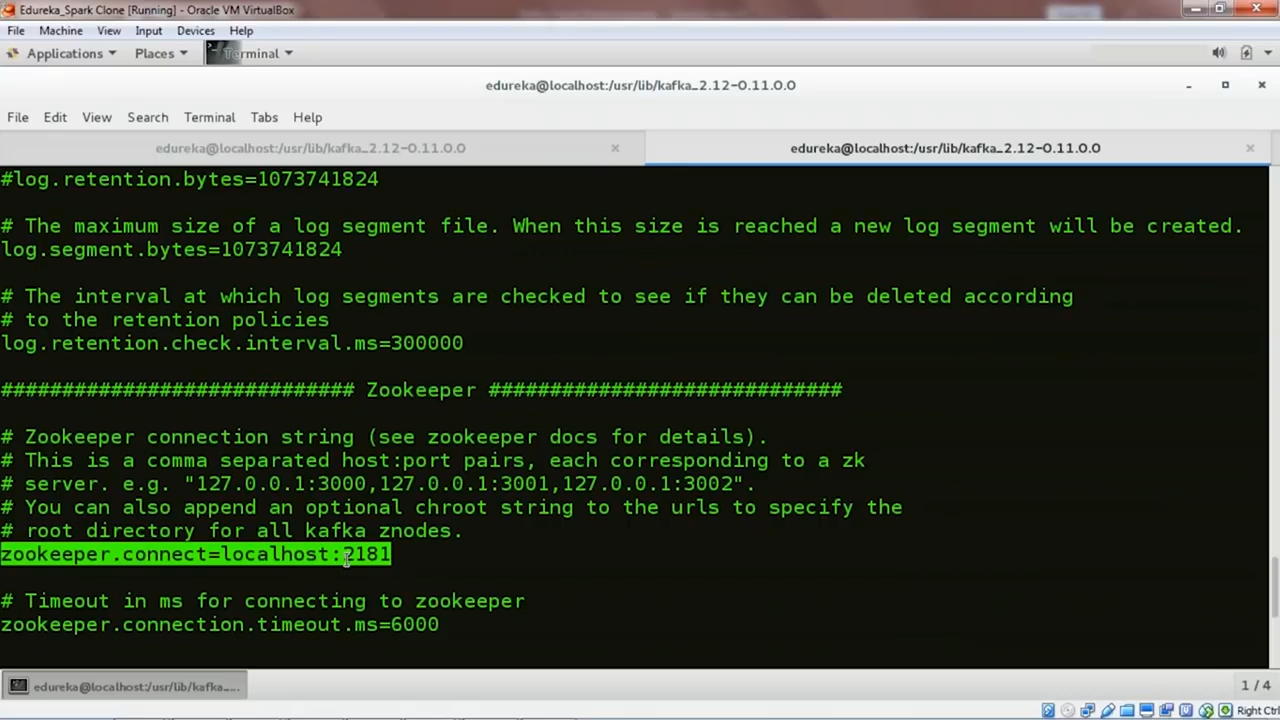 Edureka_Spark Clone [Running] - Oracle VM VirtualBox
File Machine View Input Devices Help
Applications Places Terminal
edureka@localhost:/usr/lib/kafka_2.12-0.11.0.0
File Edit View Search Terminal Tabs Help
edureka@localhost:/usr/lib/kafka_2.12-0.11.0.0 edureka@localhost:/usr/lib/kafka_2.12-0.11.0.0
#log.retention.bytes=1073741824
# The maximum size of a log segment file. When this size is reached a new log segment will be created.
log.segment.bytes=1073741824
# The interval at which log segments are checked to see if they can be deleted according
# to the retention policies
log.retention.check.interval.ms=300000
############################# Zookeeper #############################
# Zookeeper connection string (see zookeeper docs for details).
# This is a comma separated host:port pairs, each corresponding to a zk
# server. e.g. "127.0.0.1:3000,127.0.0.1:3001,127.0.0.1:3002".
# You can also append an optional chroot string to the urls to specify the
# root directory for all kafka znodes.
zookeeper.connect=localhost:2181
# Timeout in ms for connecting to zookeeper
zookeeper.connection.timeout.ms=6000
edureka@localhost:/usr/lib/kafka_... 1 / 4
Right Ctrl